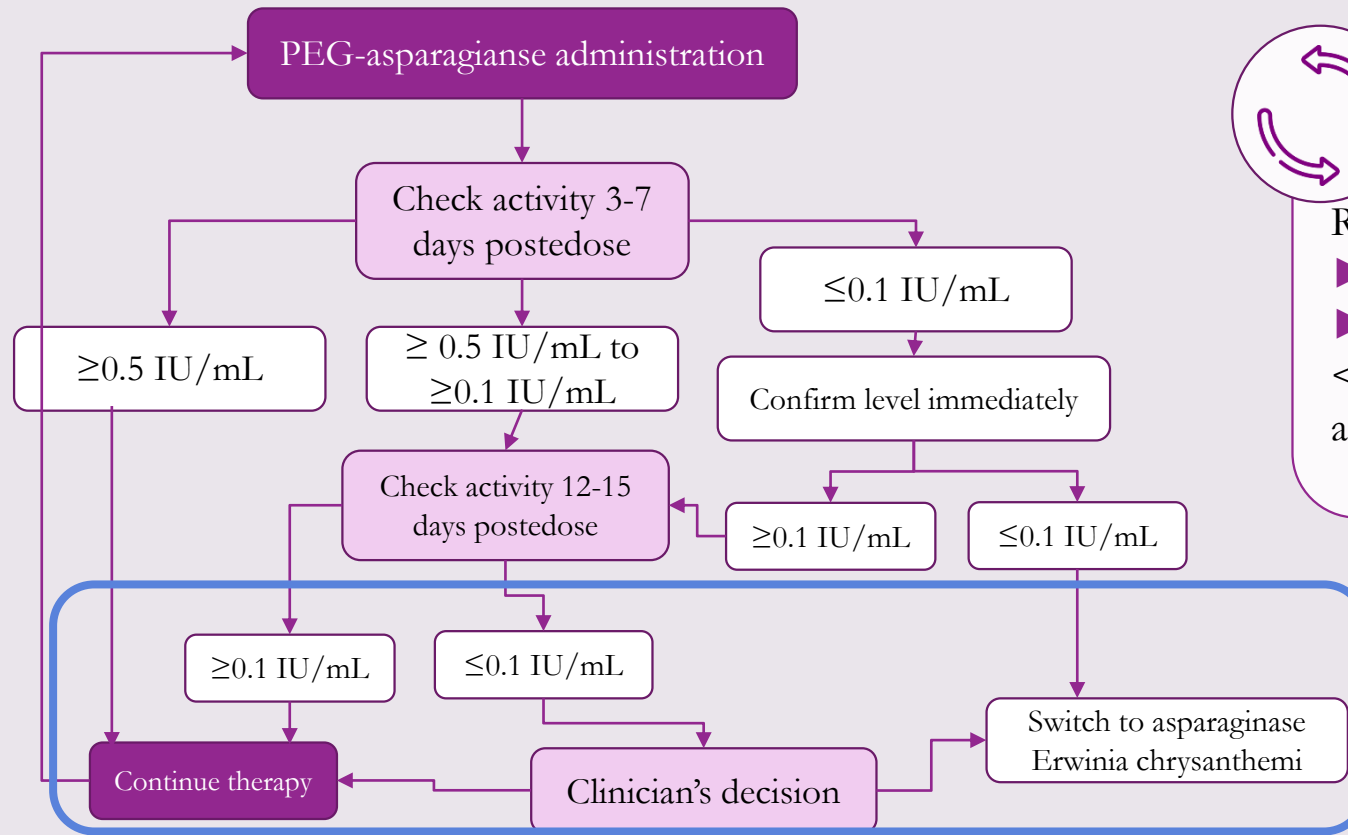 PEG-asparagianse administration
Check activity 3-7
days postedose
≤0.1 IU/mL
≥0.5 IU/mL
≥ 0.5 IU/mL to
≥0.1 IU/mL
Confirm level immediately
Check activity 12-15
days postedose
≥0.1 IU/mL
≤0.1 IU/mL
≥0.1 IU/mL
≤0.1 IU/mL
Switch to asparaginase
Erwinia chrysanthemi
Continue therapy
Clinician's decision
R
<
a